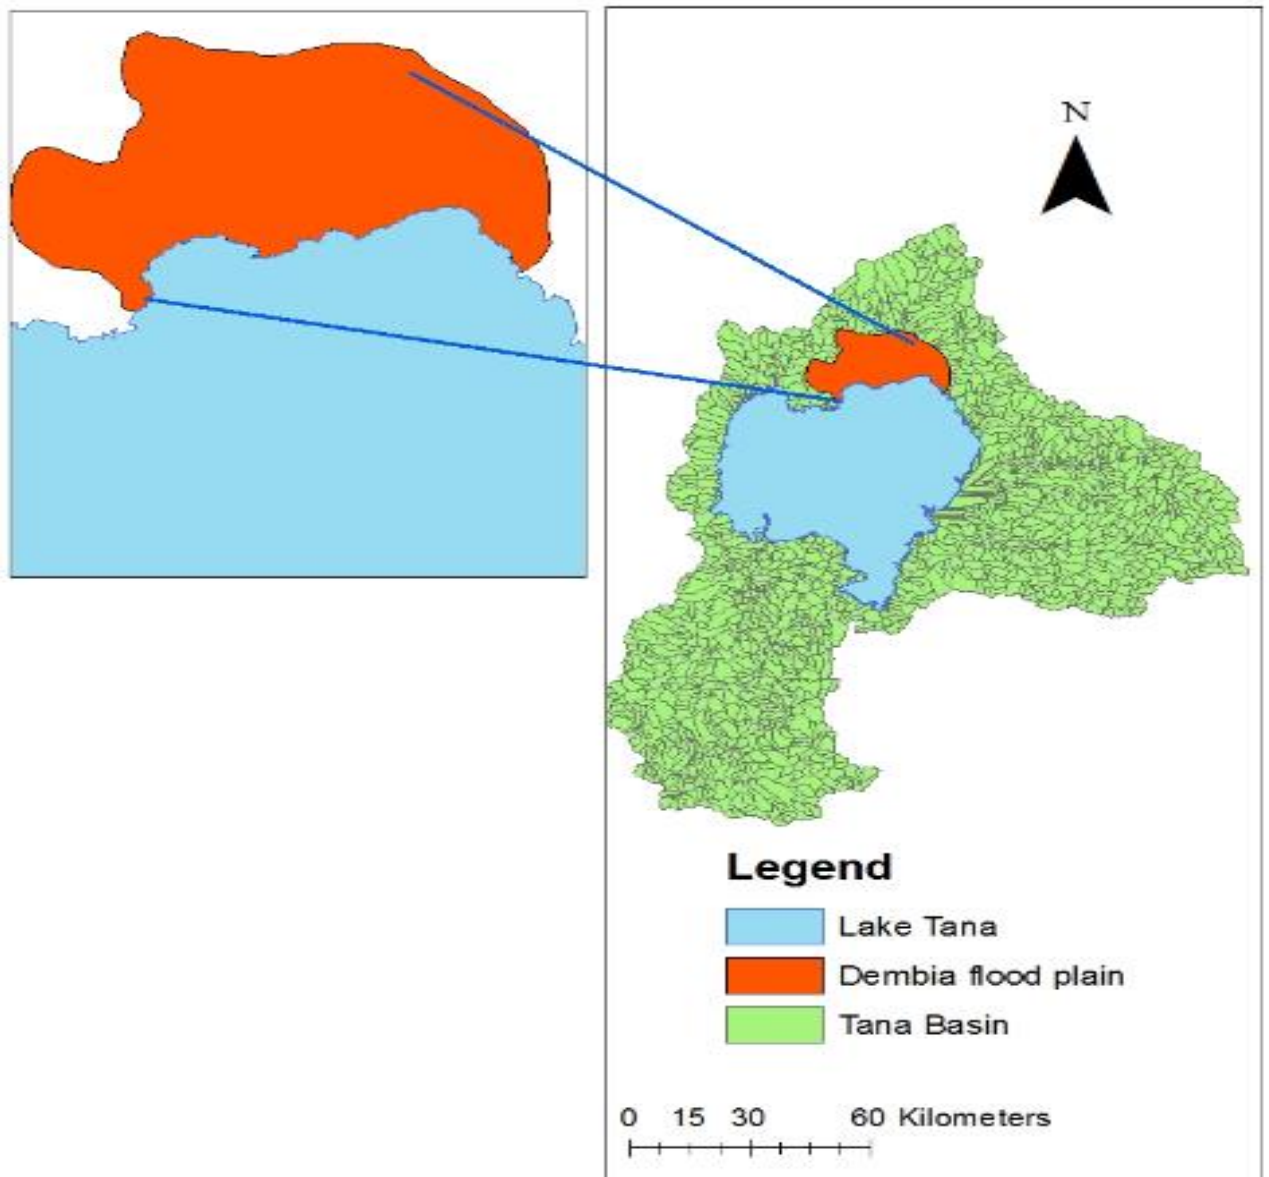 N
Legend
Lake Tana
Dembia flood plain
Tana Basin
0 15 30 60 Kilometers